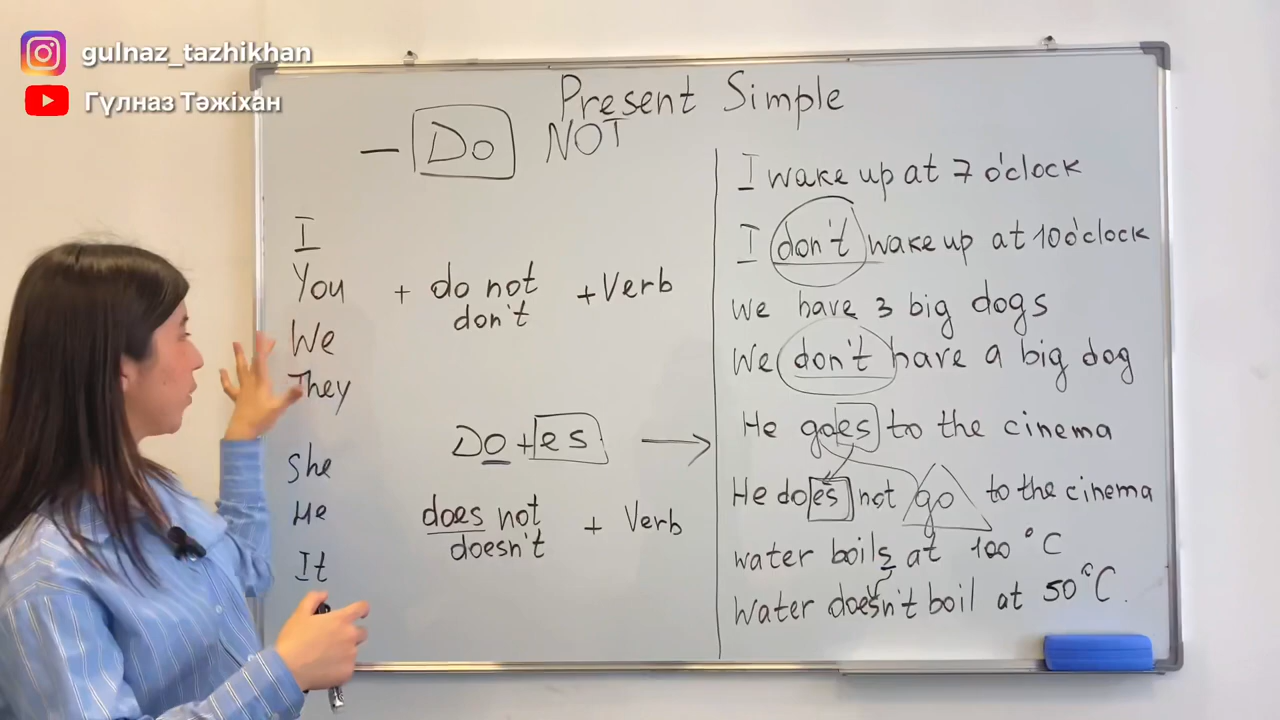 gulnaz_tazhikhan
Гүлназ Тәжіхан
Present Simple
— Do NOT
I
You + do not + Verb
don't
We
They
Do + es →
She
He does not + Verb
doesn't
It
I wake up at 7 o'clock
I don't wake up at 10 o'clock
We have 3 big dogs
We don't have a big dog
He goes to the cinema
He does not go to the cinema
water boils at 100 °C
Water doesn't boil at 50°C.